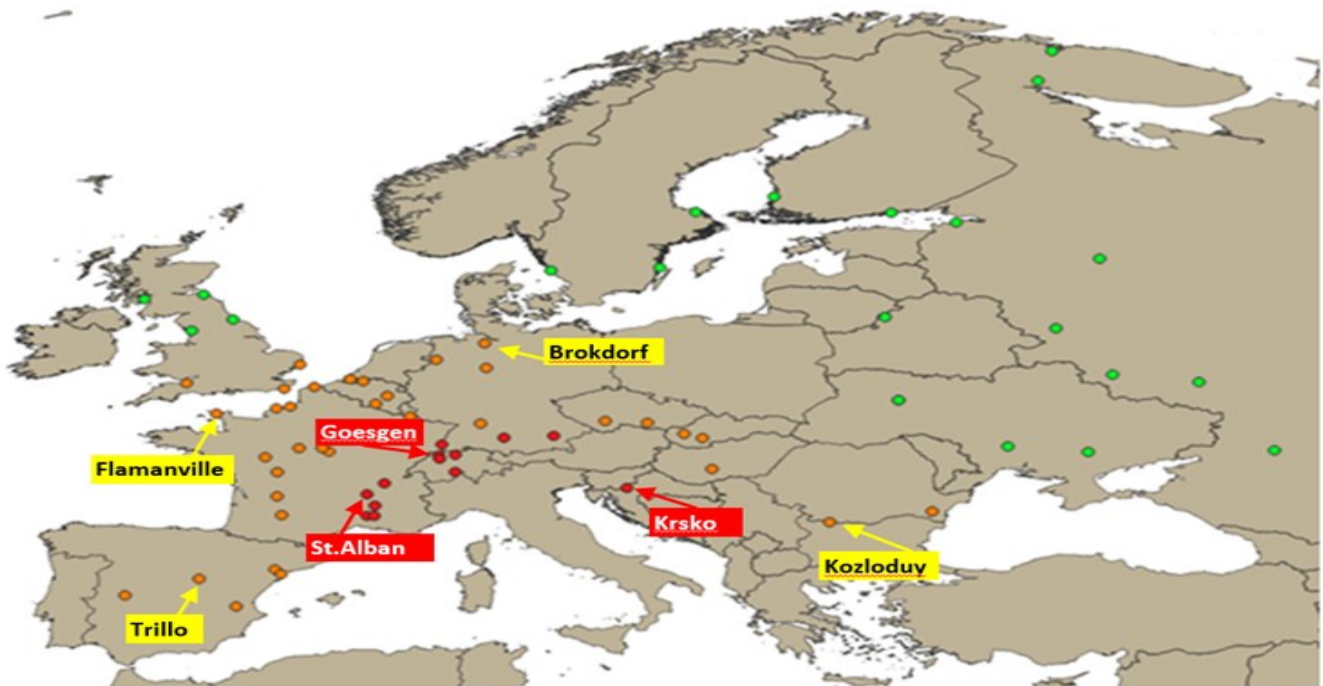 Brokdorf
Goesgen
Flamanville
Krsko
St.Alban
Kozloduy
Trillo